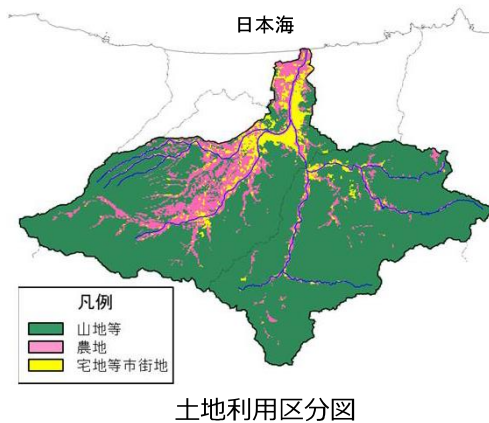 日本海
凡例
山地等
農地
宅地等市街地
土地利用区分図